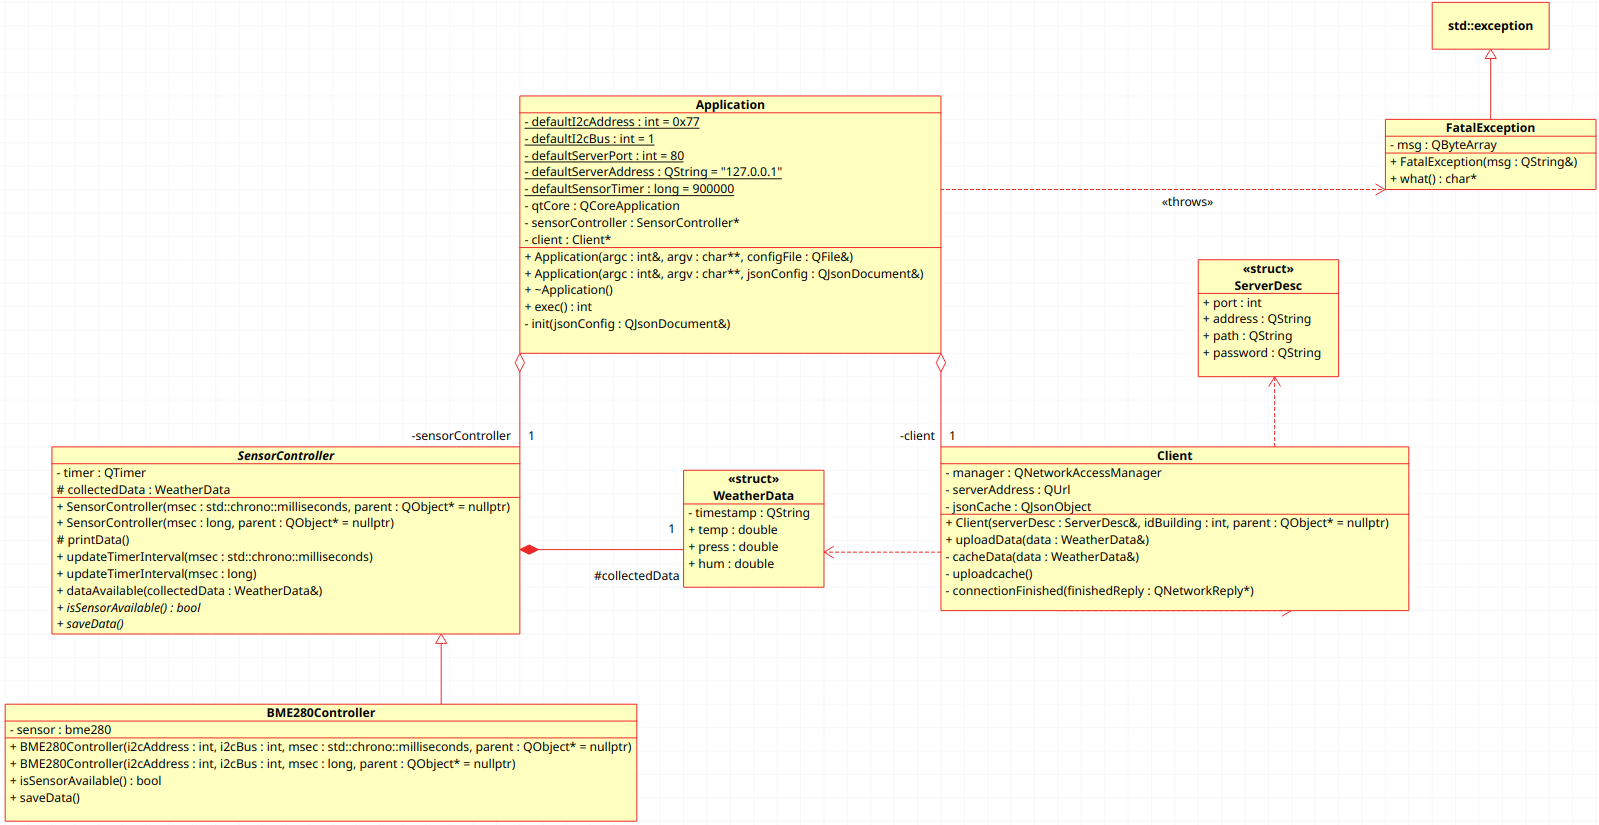 std::exception
Application
- defaultI2cAddress : int = 0x77
- defaultI2cBus : int = 1
- defaultServerPort : int = 80
- defaultServerAddress : QString = "127.0.0.1"
- defaultSensorTimer : long = 900000
- qtCore : QCoreApplication
- sensorController : SensorController*
- client : Client*
+ Application(argc : int&, argv : char**, configFile : QFile&)
+ Application(argc : int&, argv : char**, jsonConfig : QJsonDocument&)
+ ~Application()
+ exec() : int
- init(jsonConfig : QJsonDocument&)
FatalException
- msg : QByteArray
+ FatalException(msg : QString&)
+ what() : char*
«throws»
«struct»
ServerDesc
+ port : int
+ address : QString
+ path : QString
+ password : QString
-sensorController 1
-client 1
SensorController
- timer : QTimer
# collectedData : WeatherData
+ SensorController(msec : std::chrono::milliseconds, parent : QObject* = nullptr)
+ SensorController(msec : long, parent : QObject* = nullptr)
# printData()
+ updateTimerInterval(msec : std::chrono::milliseconds)
+ updateTimerInterval(msec : long)
+ dataAvailable(collectedData : WeatherData&)
+ isSensorAvailable() : bool
+ saveData()
1
#collectedData
«struct»
WeatherData
- timestamp : QString
+ temp : double
+ press : double
+ hum : double
Client
- manager : QNetworkAccessManager
- serverAddress : QUrl
- jsonCache : QJsonObject
+ Client(serverDesc : ServerDesc&, idBuilding : int, parent : QObject* = nullptr)
+ uploadData(data : WeatherData&)
- cacheData(data : WeatherData&)
- uploadcache()
- connectionFinished(finishedReply : QNetworkReply*)
BME280Controller
- sensor : bme280
+ BME280Controller(i2cAddress : int, i2cBus : int, msec : std::chrono::milliseconds, parent : QObject* = nullptr)
+ BME280Controller(i2cAddress : int, i2cBus : int, msec : long, parent : QObject* = nullptr)
+ isSensorAvailable() : bool
+ saveData()